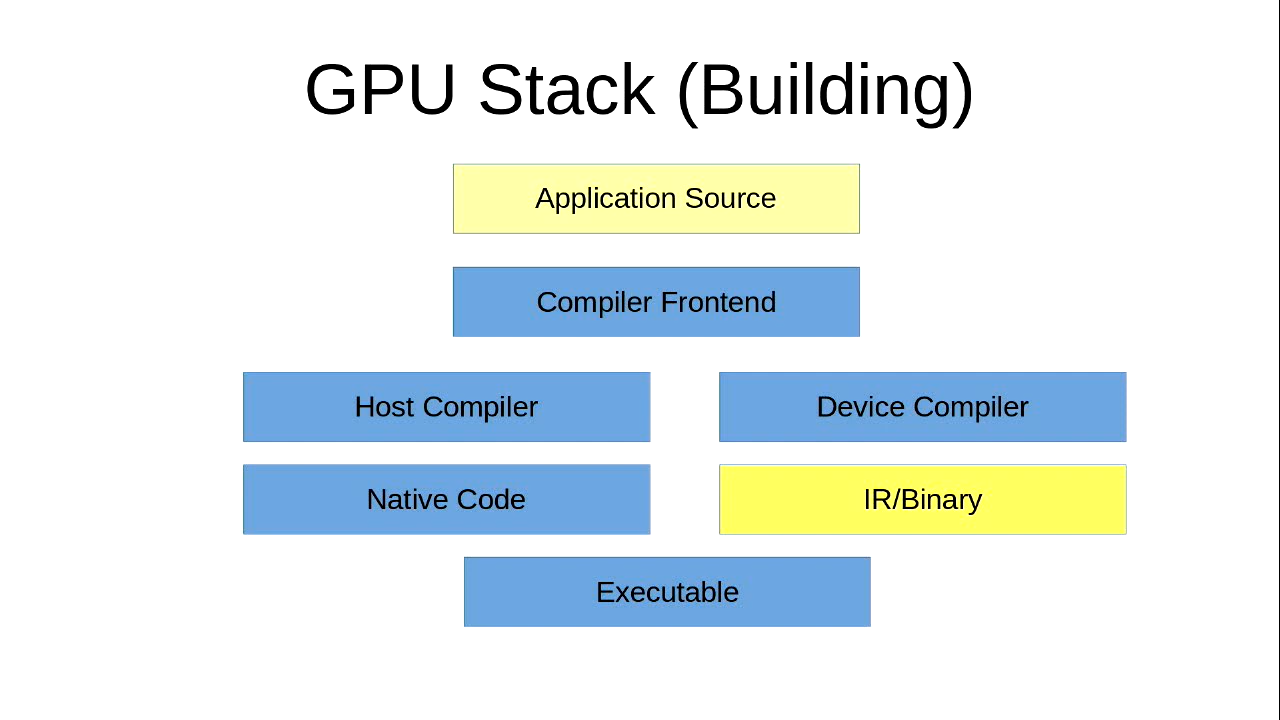 GPU Stack (Building)
Application Source
Compiler Frontend
Host Compiler
Device Compiler
Native Code
IR/Binary
Executable